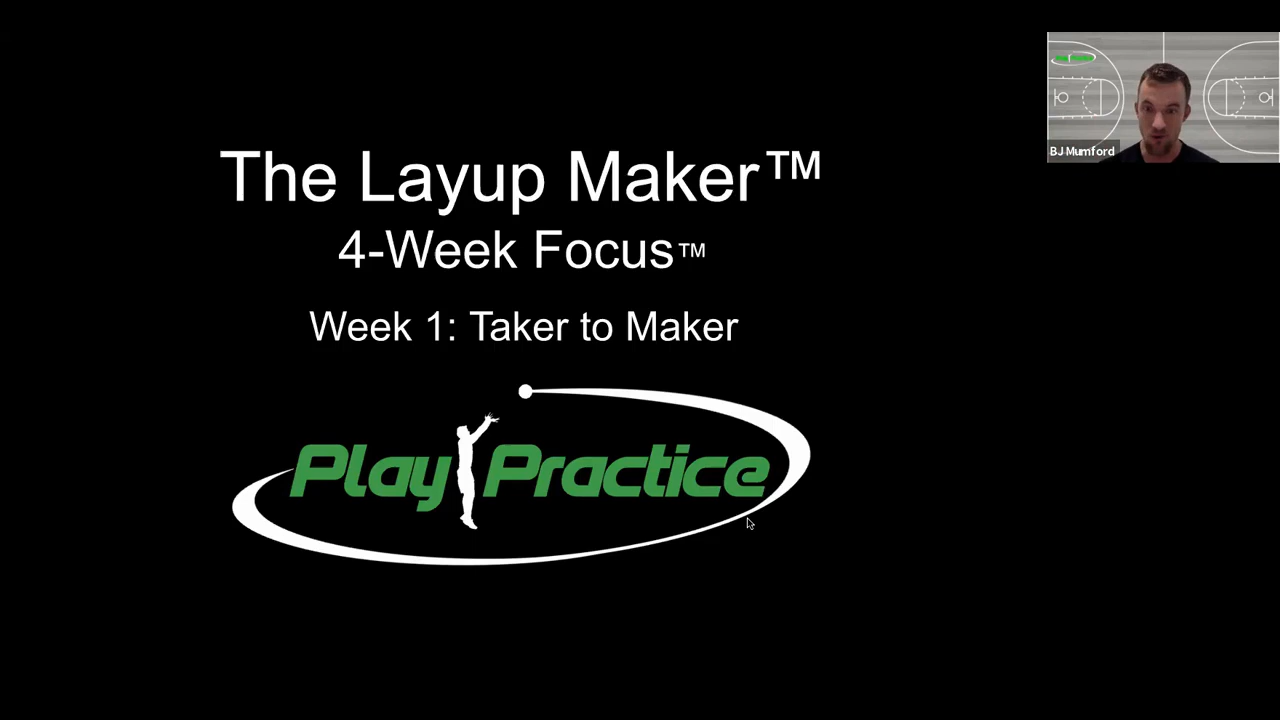 The Layup Maker™
4-Week Focus™
Week 1: Taker to Maker
Play Practice
BJ Mumford